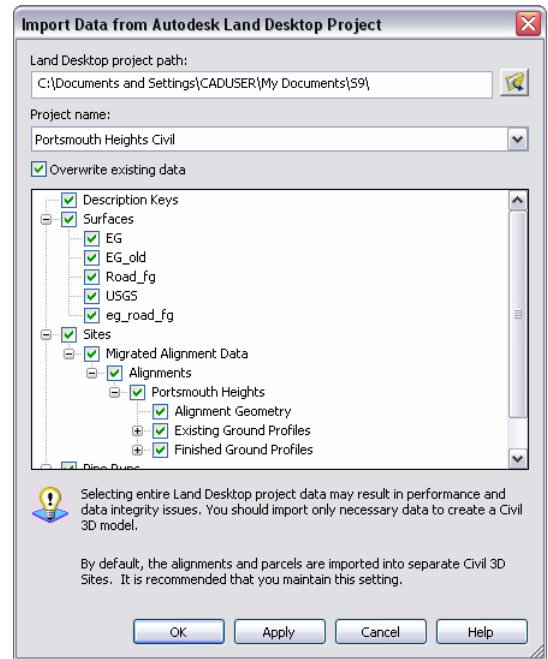 Import Data from Autodesk Land Desktop Project
Land Desktop project path:
C:\Documents and Settings\CADUSER\My Documents\S9\
Project name:
Portsmouth Heights Civil
Overwrite existing data
Description Keys
Surfaces
EG
EG_old
Road_fg
USGS
eg_road_fg
Sites
Migrated Alignment Data
Alignments
Portsmouth Heights
Alignment Geometry
Existing Ground Profiles
Finished Ground Profiles
Pipe Runs
Selecting entire Land Desktop project data may result in performance and
data integrity issues. You should import only necessary data to create a Civil
3D model.
By default, the alignments and parcels are imported into separate Civil 3D
Sites. It is recommended that you maintain this setting.
OK
Apply
Cancel
Help